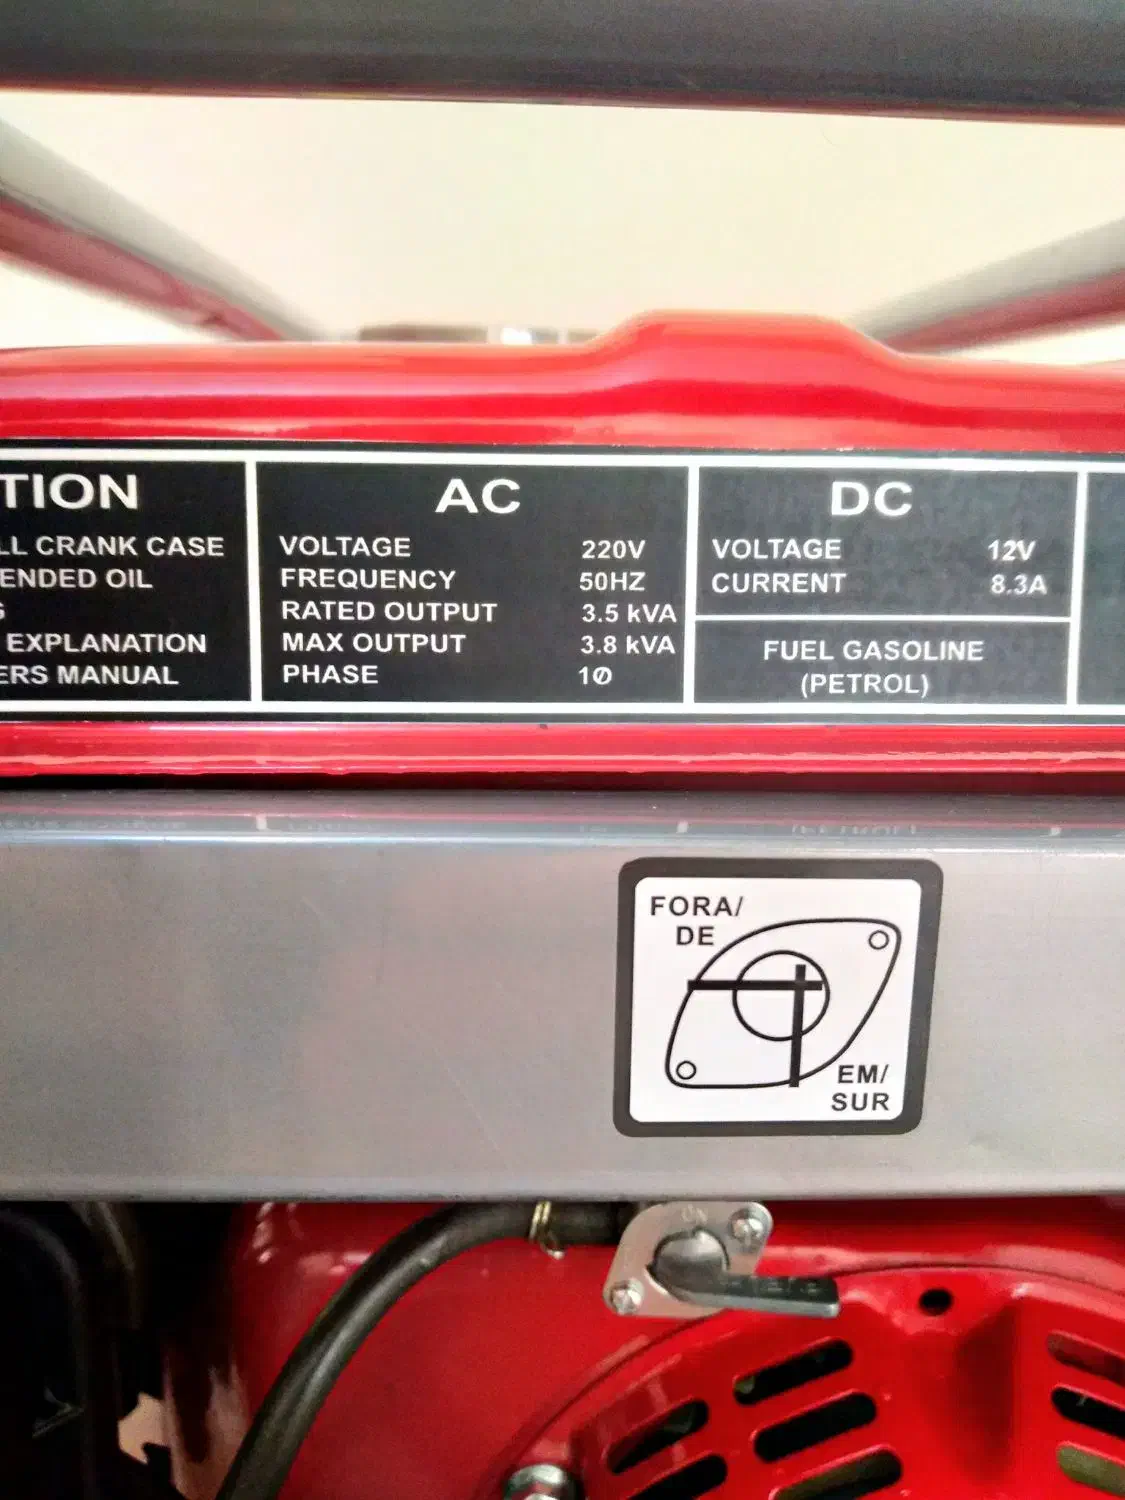 TION
LL CRANK CASE
ENDED OIL
G
EXPLANATION
ERS MANUAL
AC
VOLTAGE 220V
FREQUENCY 50HZ
RATED OUTPUT 3.5 kVA
MAX OUTPUT 3.8 kVA
PHASE 1Ø
DC
VOLTAGE 12V
CURRENT 8.3A
FUEL GASOLINE
(PETROL)
FORA/
DE
EM/
SUR